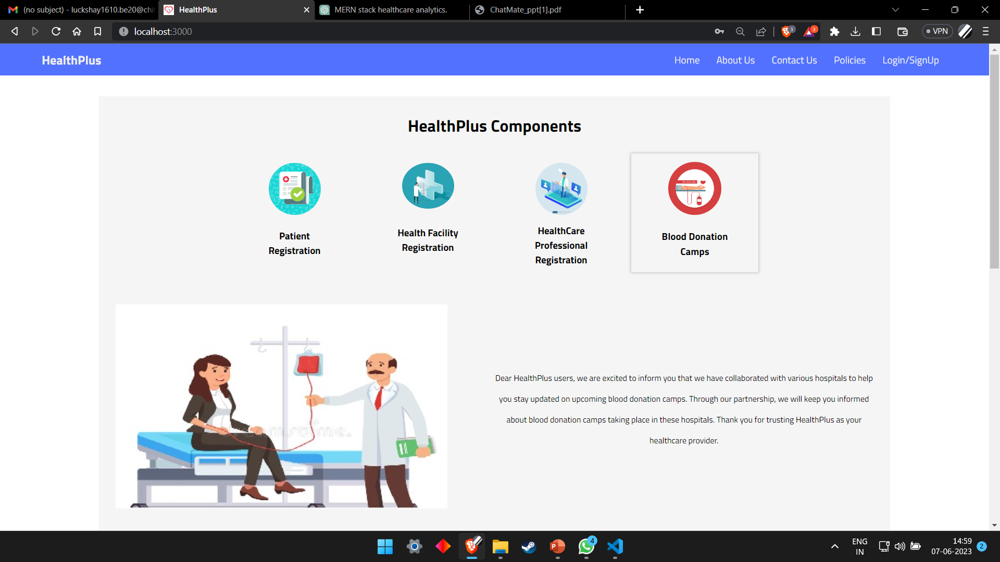 (no subject) - luckshay1610.be20@chi
HealthPlus
MERN stack healthcare analytics.
ChatMate_ppt[1].pdf
localhost:3000
3
3
VPN
HealthPlus
Home
About Us
Contact Us
Policies
Login/SignUp
HealthPlus Components
Patient
Registration
Health Facility
Registration
HealthCare
Professional
Registration
Blood Donation
Camps
Dear HealthPlus users, we are excited to inform you that we have collaborated with various hospitals to help
you stay updated on upcoming blood donation camps. Through our partnership, we will keep you informed
about blood donation camps taking place in these hospitals. Thank you for trusting HealthPlus as your
healthcare provider.
dreamstime.
P
4
ENG
IN
14:59
07-06-2023
2